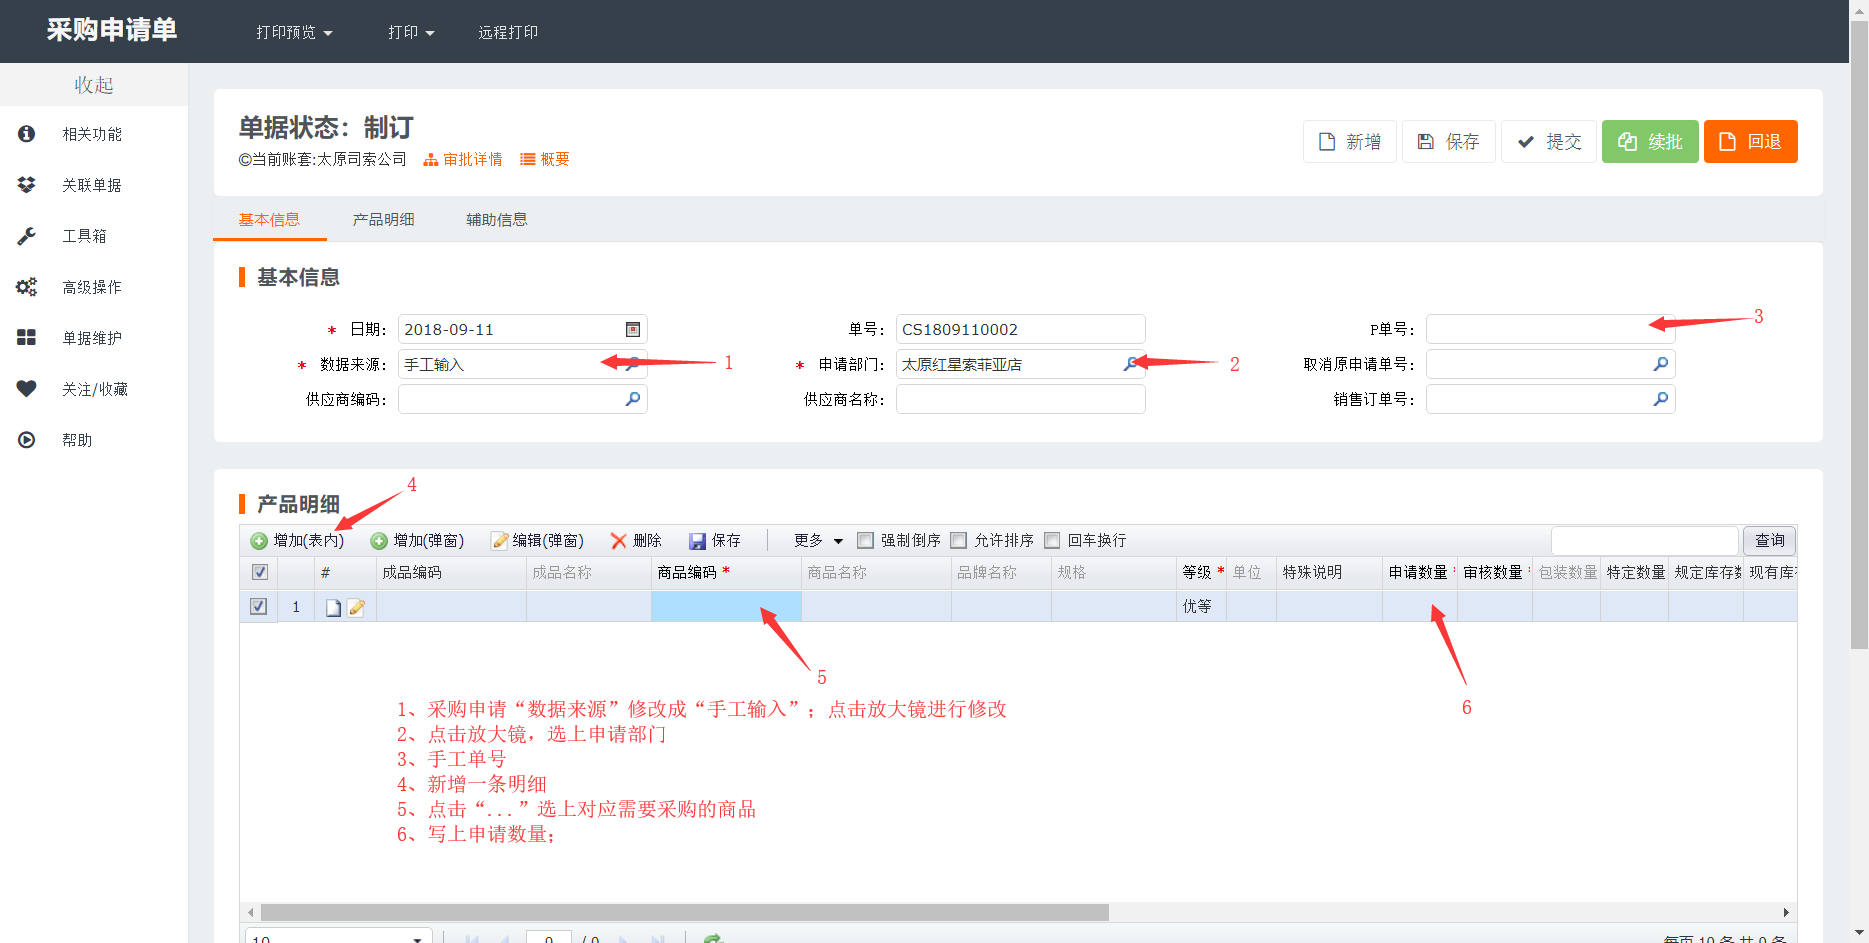 采购申请单 打印预览 打印 远程打印
收起
相关功能
关联单据
工具箱
高级操作
单据维护
关注/收藏
帮助
单据状态：制订
©当前账套:太原司索公司 审批详情 概要
新增 保存 提交 续批 回退
基本信息 产品明细 辅助信息
基本信息
* 日期： 2018-09-11 单号： CS1809110002 P单号： 3
* 数据来源： 手工输入 1 * 申请部门： 太原红星索菲亚店 2 取消原申请单号：
供应商编码： 供应商名称： 销售订单号：
4
产品明细
增加(表内) 增加(弹窗) 编辑(弹窗) 删除 保存 更多 强制倒序 允许排序 回车换行 查询
# 成品编码 成品名称 商品编码 * 商品名称 品牌名称 规格 等级 * 单位 特殊说明 申请数量 审核数量 包装数量 特定数量 规定库存数 现有库存
1 优等
5
6
1、采购申请“数据来源”修改成“手工输入”；点击放大镜进行修改
2、点击放大镜，选上申请部门
3、手工单号
4、新增一条明细
5、点击“...”选上对应需要采购的商品
6、写上申请数量；
10 0 / 0 每页 10 条 共 0 条